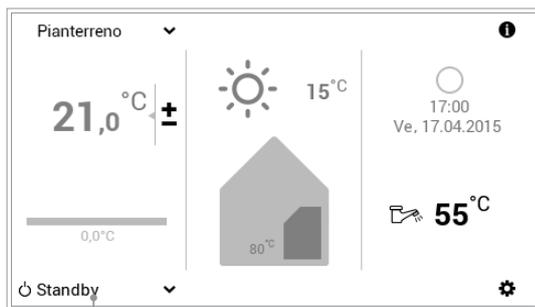 Pianterreno
21,0 °C ±
0,0°C
Standby
15°C
80°C
17:00
Ve, 17.04.2015
55°C